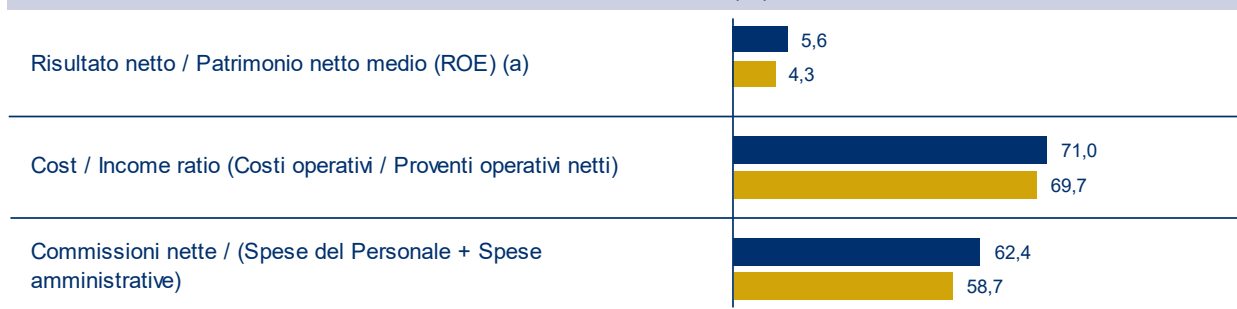 Risultato netto / Patrimonio netto medio (ROE) (a)
5,6
4,3
Cost / Income ratio (Costi operativi / Proventi operativi netti)
71,0
69,7
Commissioni nette / (Spese del Personale + Spese
amministrative)
62,4
58,7